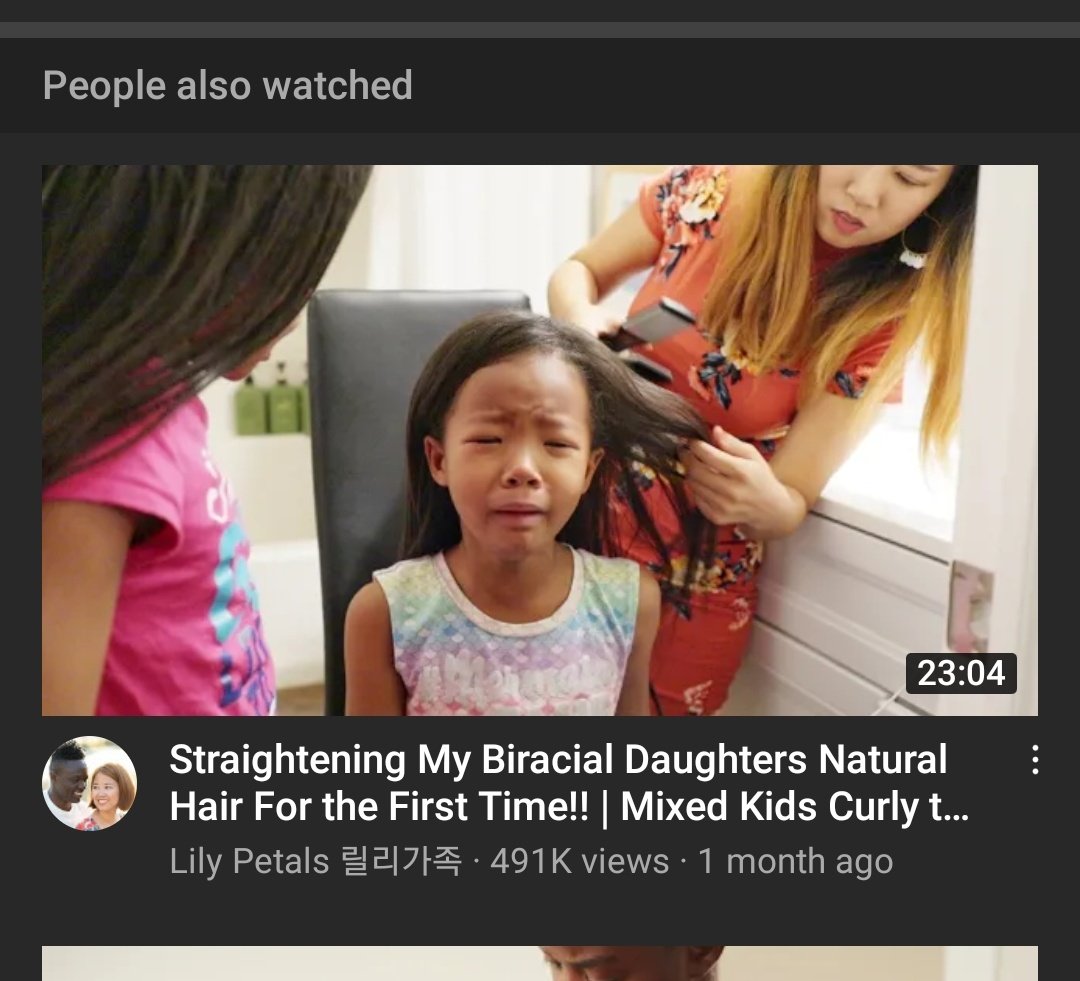 People also watched
23:04
Straightening My Biracial Daughters Natural
Hair For the First Time!! | Mixed Kids Curly t...
Lily Petals 릴리가족 · 491K views · 1 month ago